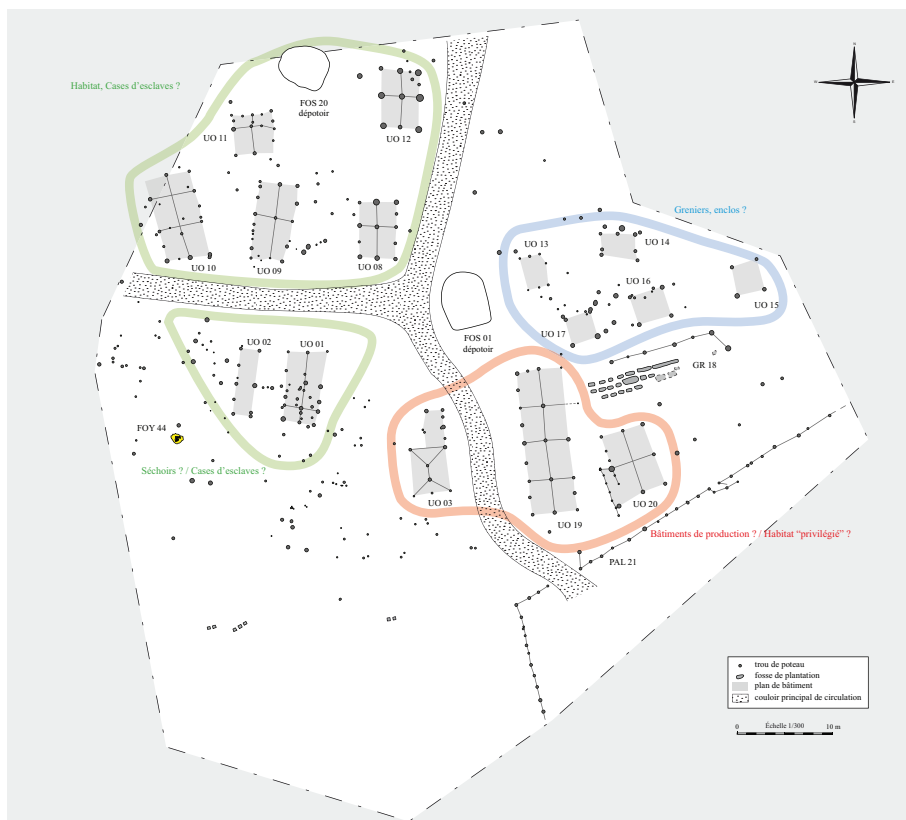 Habitat, Cases d'esclaves ?
FOS 20
dépotoir
UO 11
UO 12
N
E
S
UO 10
UO 09
UO 08
Greniers, enclos ?
UO 13
UO 14
UO 16
UO 15
UO 17
FOS 01
dépotoir
GR 18
UO 02
UO 01
FOY 44
Séchoirs ? / Cases d'esclaves ?
UO 03
UO 19
UO 20
Bâtiments de production ? / Habitat “privilégié” ?
PAL 21
trou de poteau
fosse de plantation
plan de bâtiment
couloir principal de circulation
0 Échelle 1/300 10 m